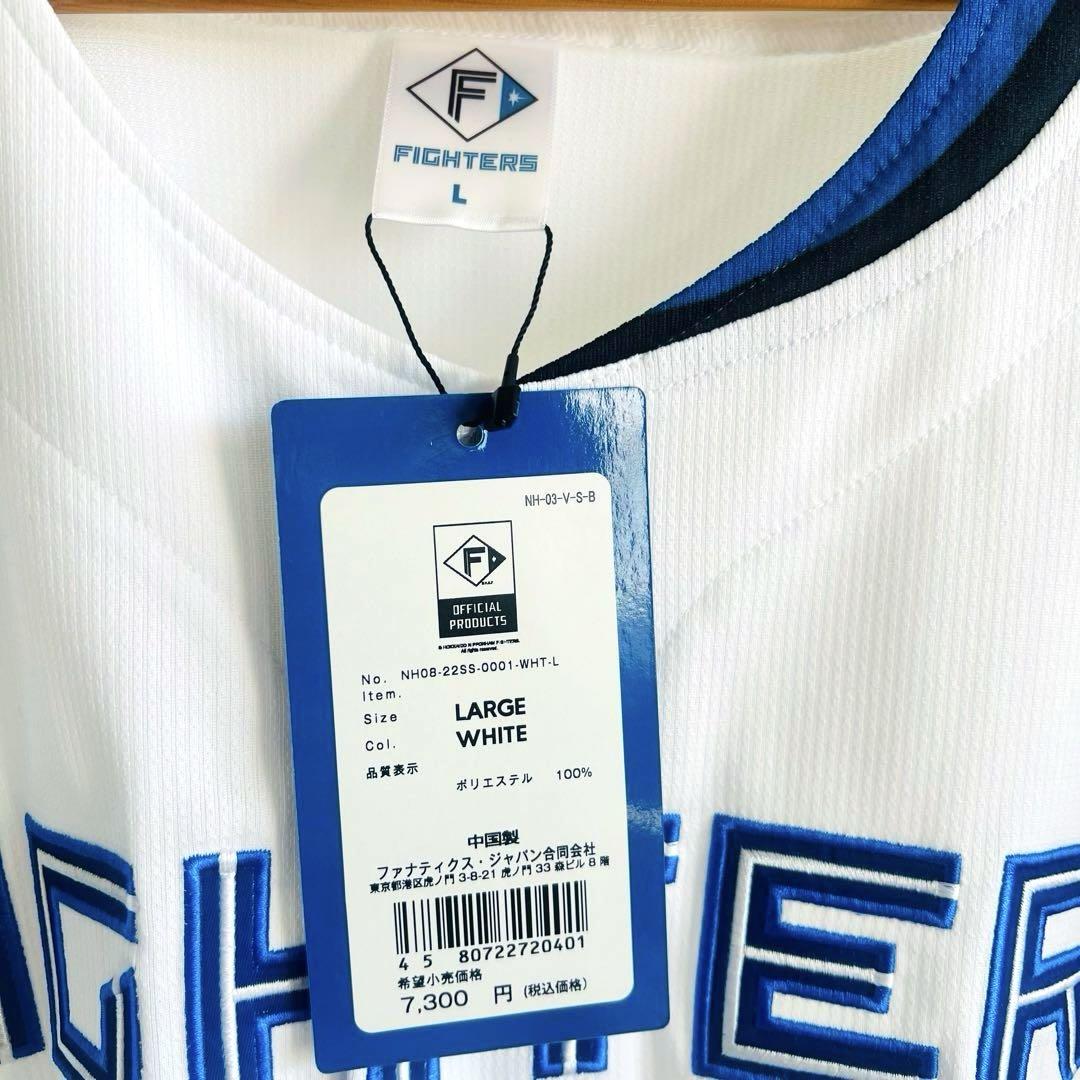 F
FIGHTERS
L
NH-03-V-S-B
F
OFFICIAL
PRODUCTS
All rights reserved.
No. NH08-22SS-0001-WHT-L
Item.
Size LARGE
Col. WHITE
品質表示
ポリエステル 100%
中国製
ファナティクス・ジャパン合同会社
東京都港区虎ノ門 3-8-21 虎ノ門 33 森ビル 8 階
4 5 80722720401
希望小売価格
7,300 円 (税込価格)
GHTER